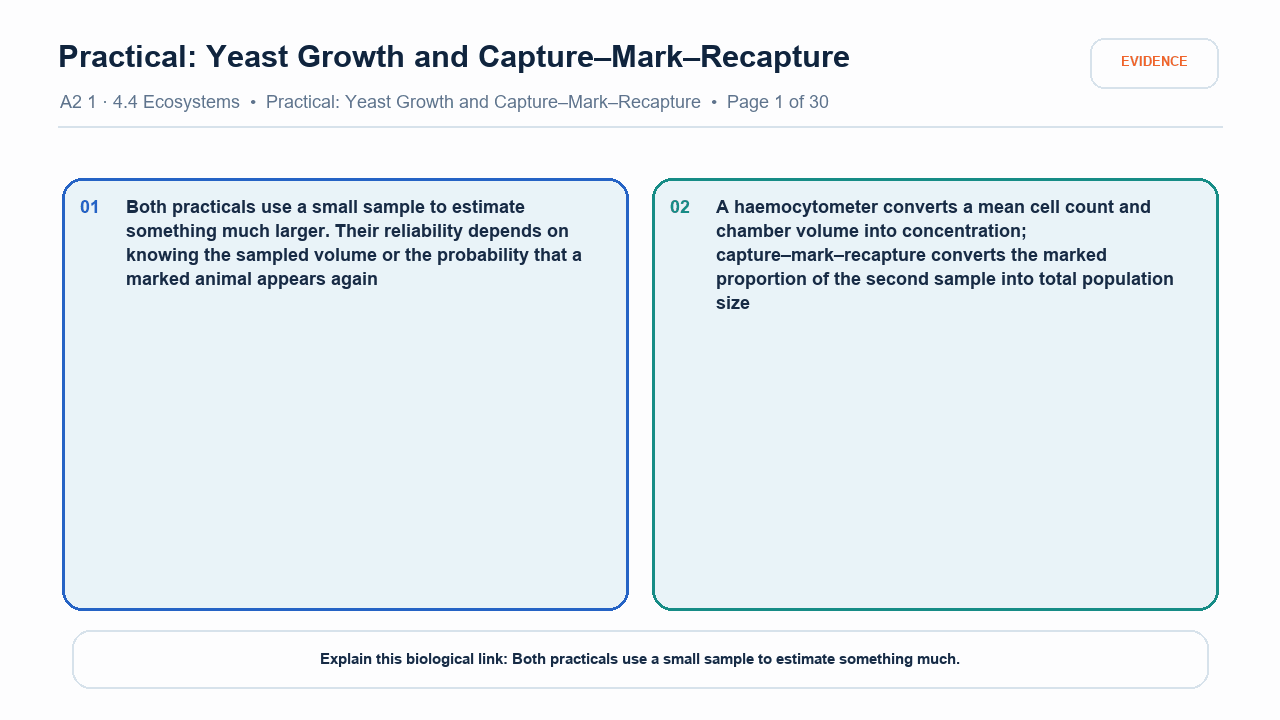 Practical: Yeast Growth and Capture–Mark–Recapture
EVIDENCE
A2 1 · 4.4 Ecosystems • Practical: Yeast Growth and Capture–Mark–Recapture • Page 1 of 30
01
Both practicals use a small sample to estimate
something much larger. Their reliability depends on
knowing the sampled volume or the probability that a
marked animal appears again
02
A haemocytometer converts a mean cell count and
chamber volume into concentration;
capture–mark–recapture converts the marked
proportion of the second sample into total population
size
Explain this biological link: Both practicals use a small sample to estimate something much.